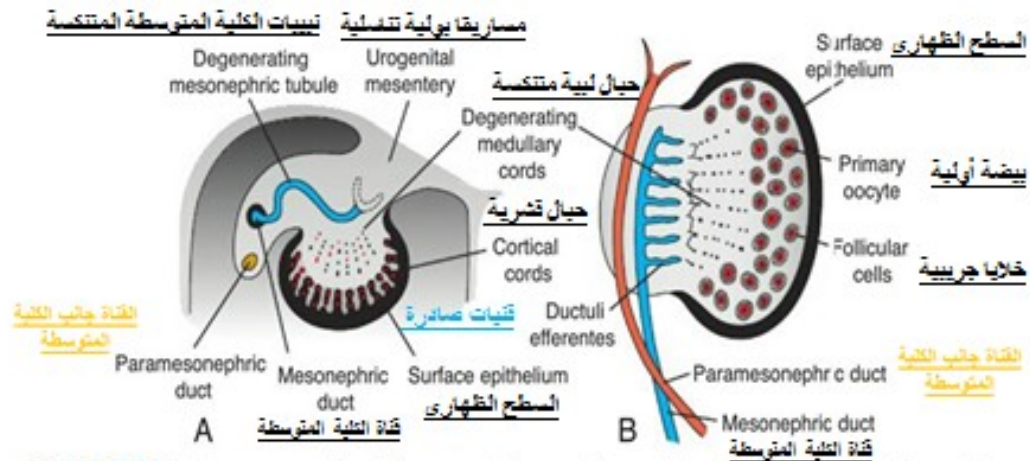 نبيبات الكلية المتوسطة المتنكسة
Degenerating
mesonephric tubule
مساريقا بولية تناسلية
Urogenital
mesentery
حبال لبية متنكسة
Degenerating
medullary
cords
حبال قشرية
Cortical
cords
قنيات صادرة
القناة جانب الكلية
المتوسطة
Paramesonephric
duct
Mesonephric
duct
قناة الكلية المتوسطة
Surface epithelium
السطح الظهاري
A
السطح الظهاري
Surface
epithelium
Primary
oocyte
بيضة أولية
Follicular
cells
خلايا جريبية
Ductuli
efferentes
القناة جانب الكلية
المتوسطة
Paramesonephr c duct
Mesonephric duct
قناة الكلية المتوسطة
B